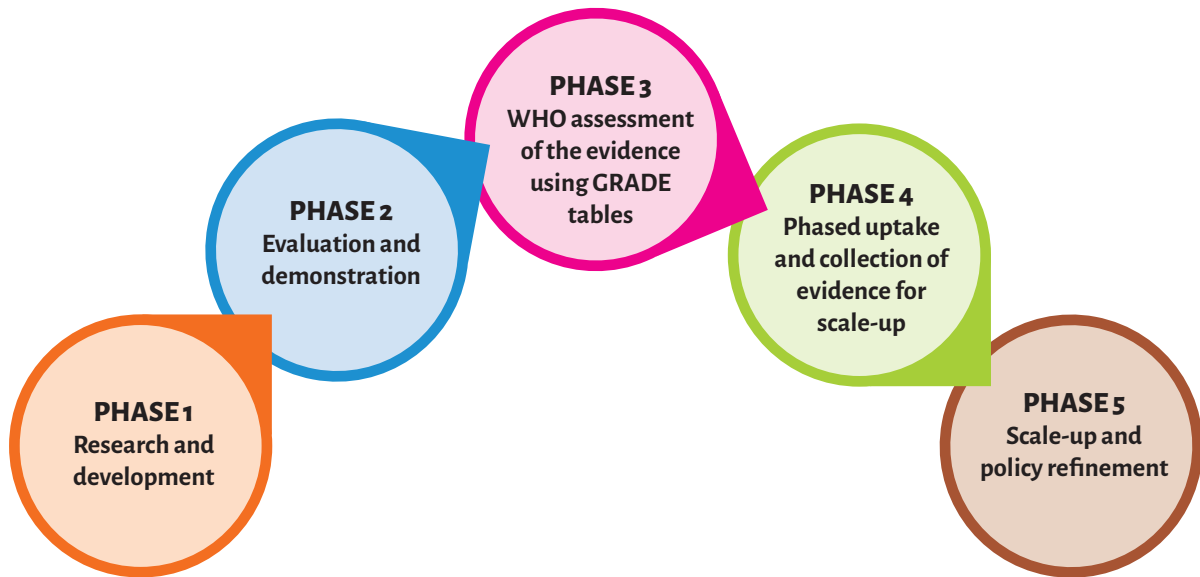 PHASE 1
Research and
development
PHASE 2
Evaluation and
demonstration
PHASE 3
WHO assessment
of the evidence
using GRADE
tables
PHASE 4
Phased uptake
and collection of
evidence for
scale-up
PHASE 5
Scale-up and
policy refinement